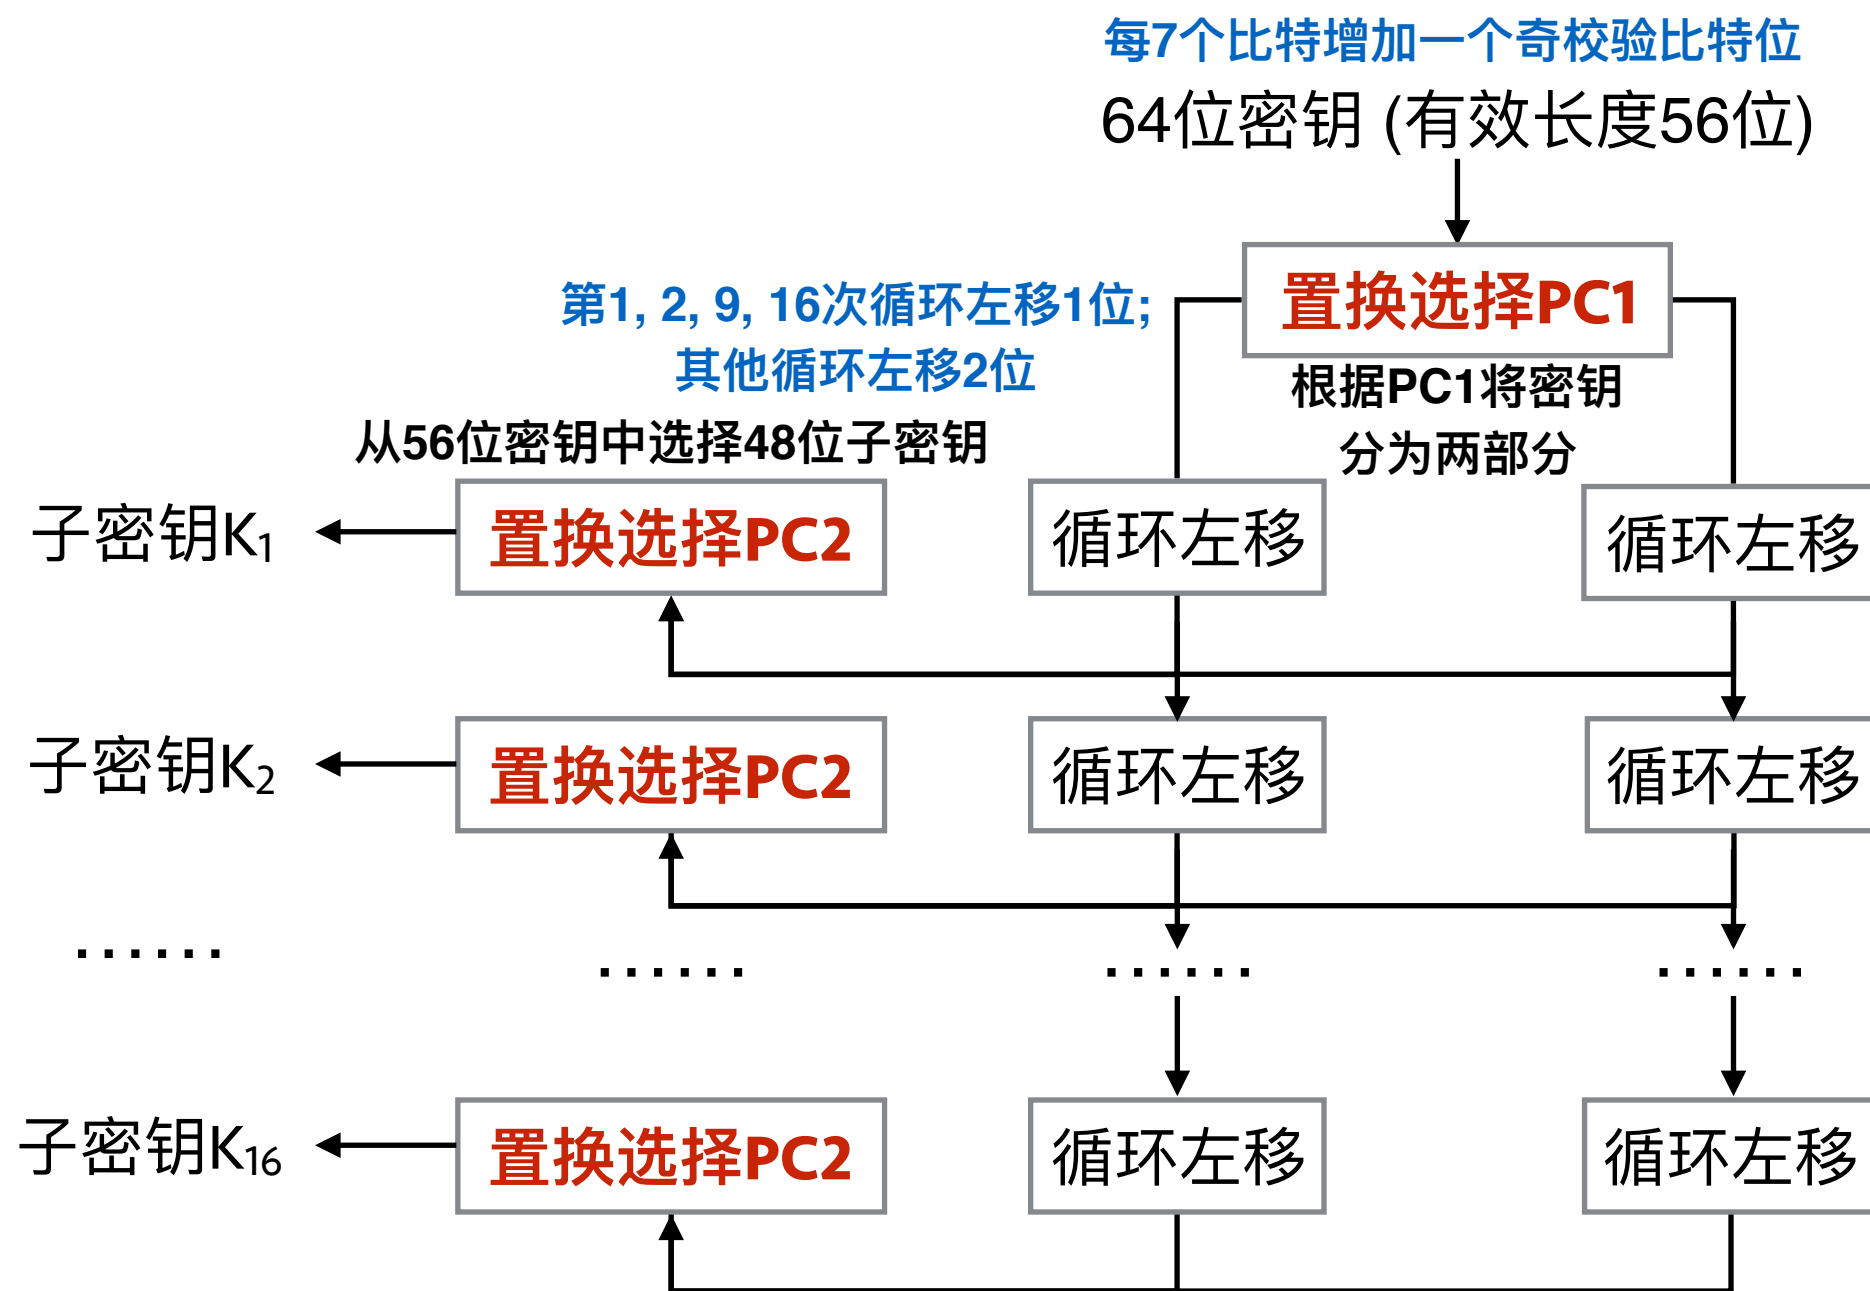 每7个比特增加一个奇校验比特位
64位密钥 (有效长度56位)
置换选择PC1
第1, 2, 9, 16次循环左移1位;
其他循环左移2位
根据PC1将密钥
分为两部分
从56位密钥中选择48位子密钥
子密钥K₁
置换选择PC2
循环左移
循环左移
子密钥K₂
置换选择PC2
循环左移
循环左移
······
······
······
······
子密钥K₁₆
置换选择PC2
循环左移
循环左移